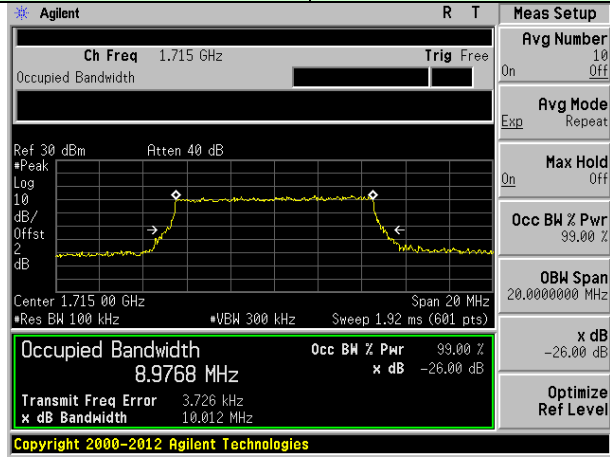 Agilent R T
Ch Freq 1.715 GHz Trig Free
Occupied Bandwidth
Ref 30 dBm Atten 40 dB
#Peak
Log
10
dB/
Offst
2
dB
Center 1.715 00 GHz Span 20 MHz
#Res BW 100 kHz #VBW 300 kHz Sweep 1.92 ms (601 pts)
Occupied Bandwidth Occ BW % Pwr 99.00 %
8.9768 MHz x dB -26.00 dB
Transmit Freq Error 3.726 kHz
x dB Bandwidth 10.012 MHz
Copyright 2000-2012 Agilent Technologies
Meas Setup
Avg Number
10
On Off
Avg Mode
Exp Repeat
Max Hold
On Off
Occ BW % Pwr
99.00 %
OBW Span
20.0000000 MHz
x dB
-26.00 dB
Optimize
Ref Level